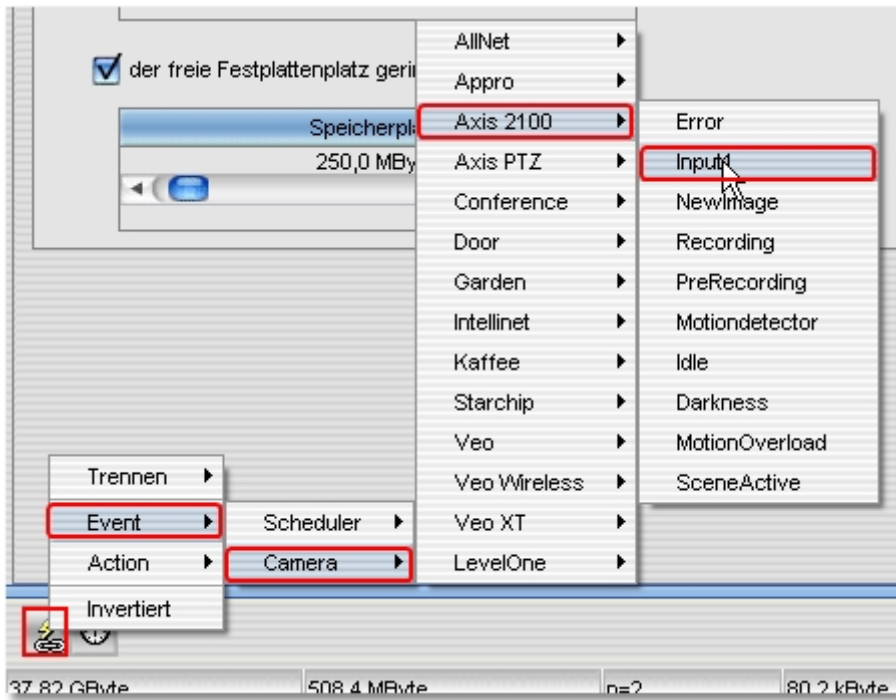 der freie Festplattenplatz geri
Speicherpl
250,0 MBy
AllNet
Appro
Axis 2100
Axis PTZ
Conference
Door
Garden
Intellinet
Kaffee
Starchip
Veo
Veo Wireless
Veo XT
LevelOne
Error
Input1
NewImage
Recording
PreRecording
Motiondetector
Idle
Darkness
MotionOverload
SceneActive
Trennen
Event
Action
Invertiert
Scheduler
Camera
37,82 GByte
508,4 MByte
n=2
80,2 kByte